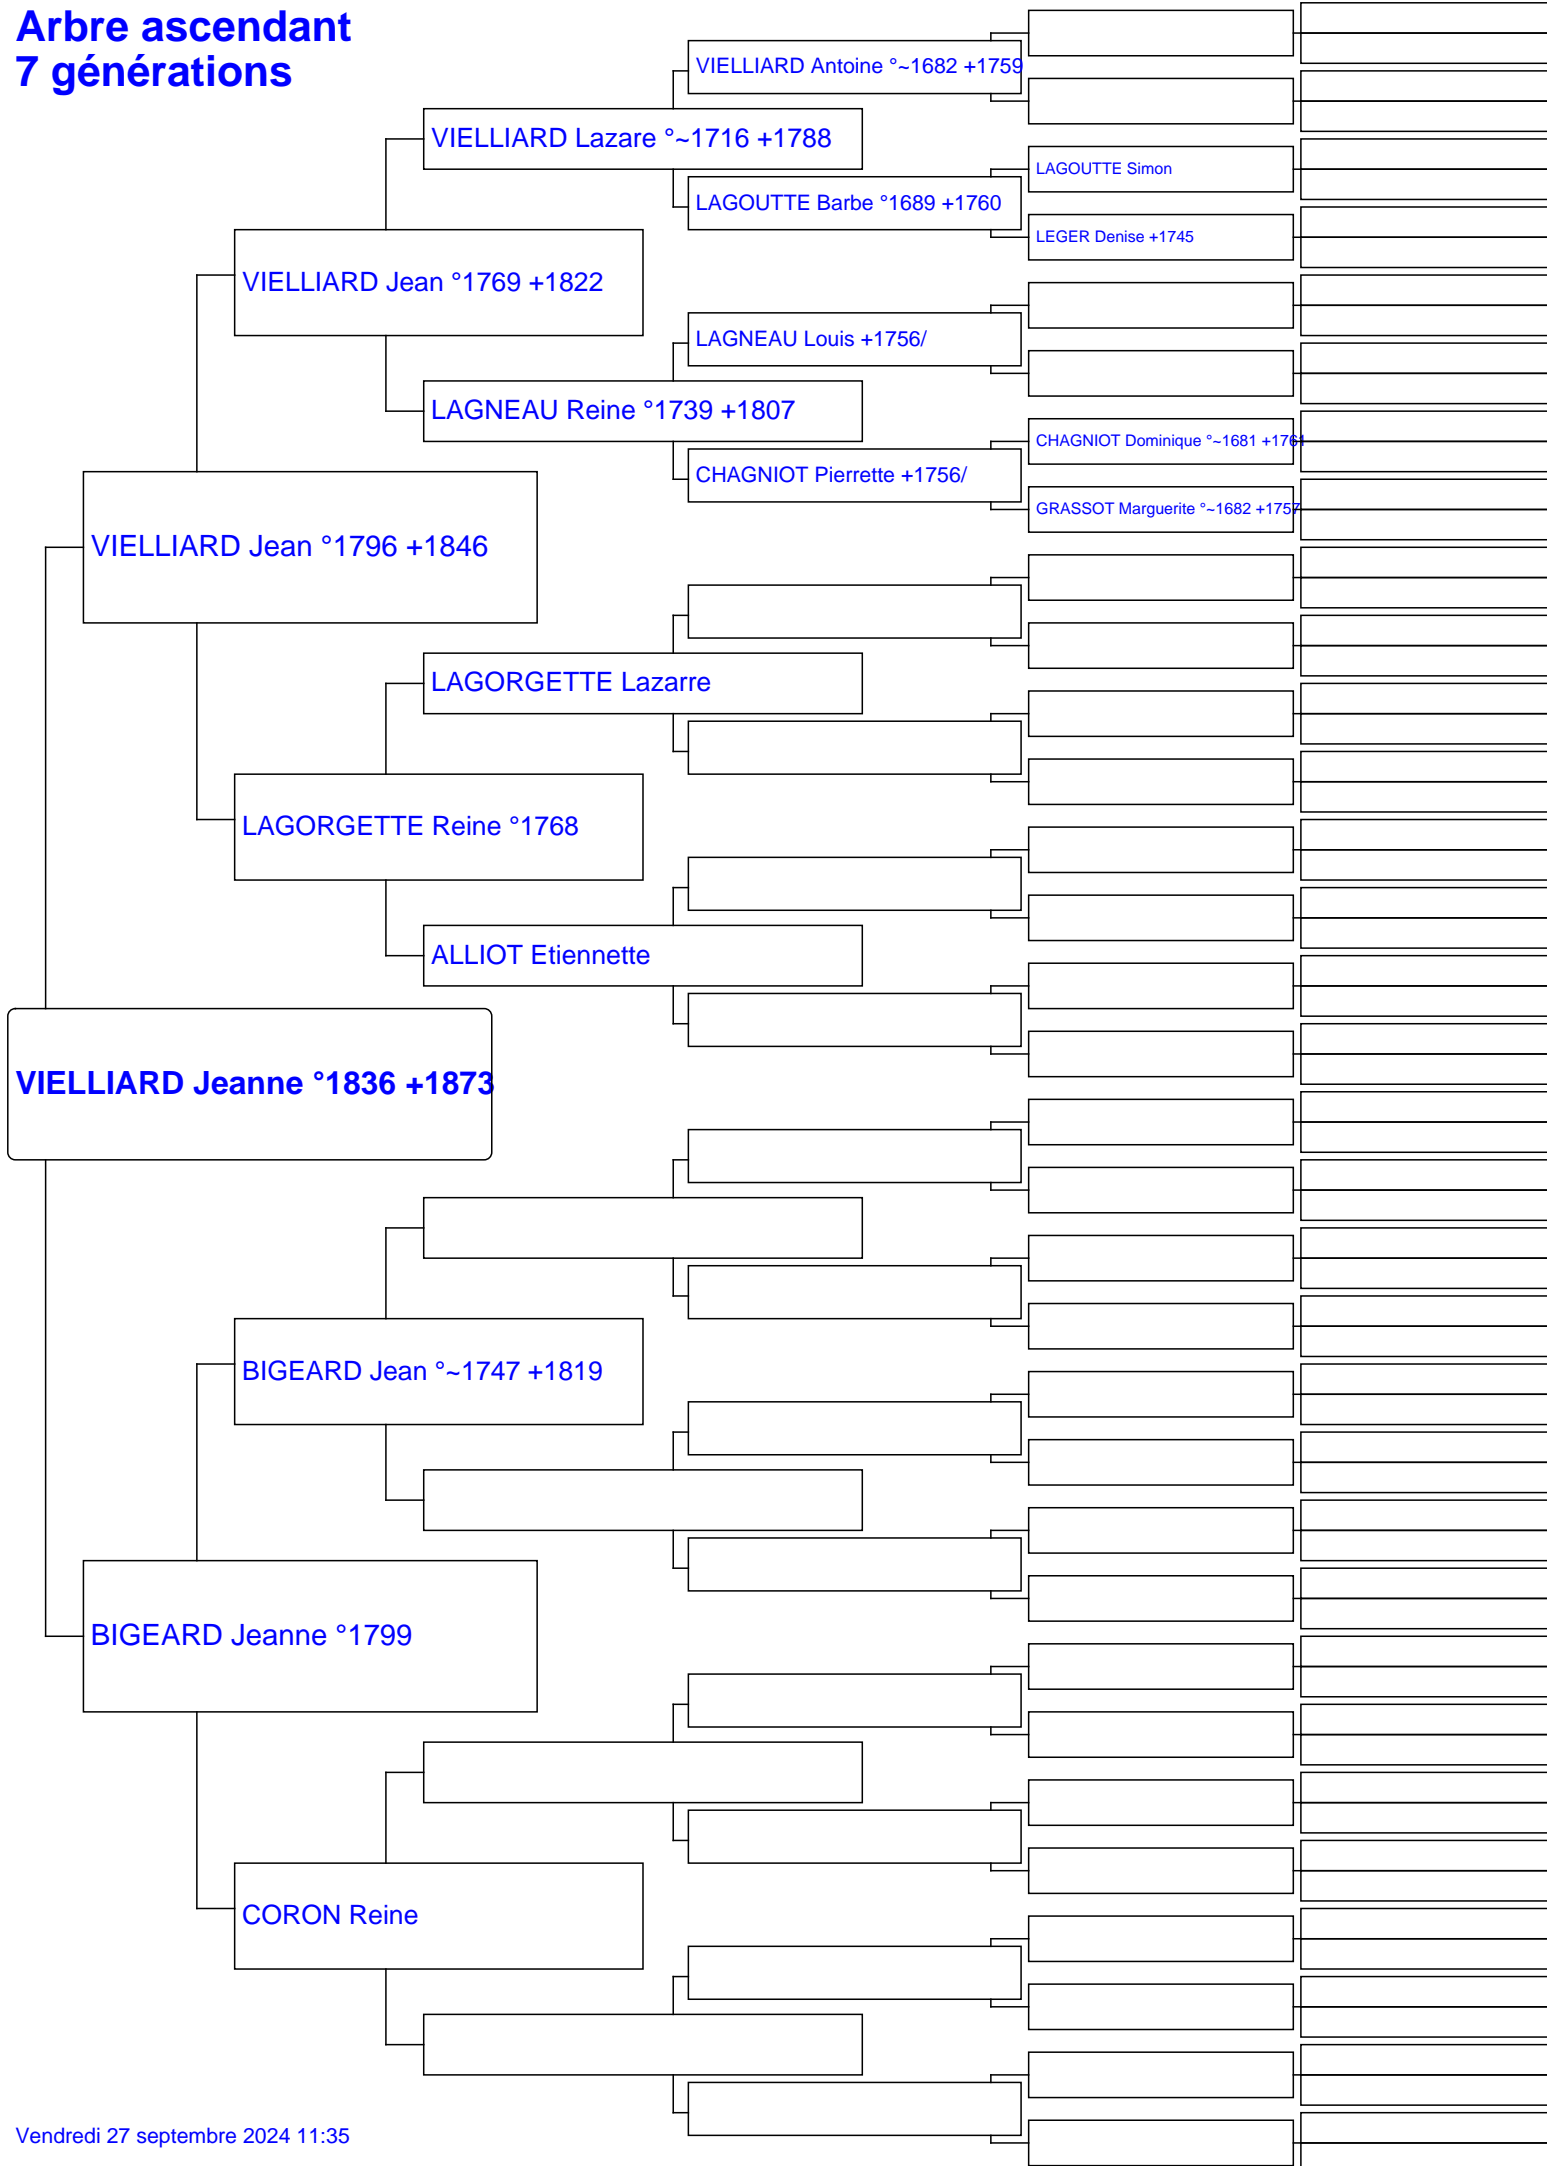 Arbre ascendant
7 générations
VIELLIARD Antoine °~1682 +1759
VIELLIARD Lazare °~1716 +1788
LAGOUTTE Simon
LAGOUTTE Barbe °1689 +1760
LEGER Denise +1745
VIELLIARD Jean °1769 +1822
LAGNEAU Louis +1756/
LAGNEAU Reine °1739 +1807
CHAGNIOT Dominique °~1681 +1761
CHAGNIOT Pierrette +1756/
GRASSOT Marguerite °~1682 +1757
VIELLIARD Jean °1796 +1846
LAGORGETTE Lazarre
LAGORGETTE Reine °1768
ALLIOT Etiennette
VIELLIARD Jeanne °1836 +1873
BIGEARD Jean °~1747 +1819
BIGEARD Jeanne °1799
CORON Reine
Vendredi 27 septembre 2024 11:35